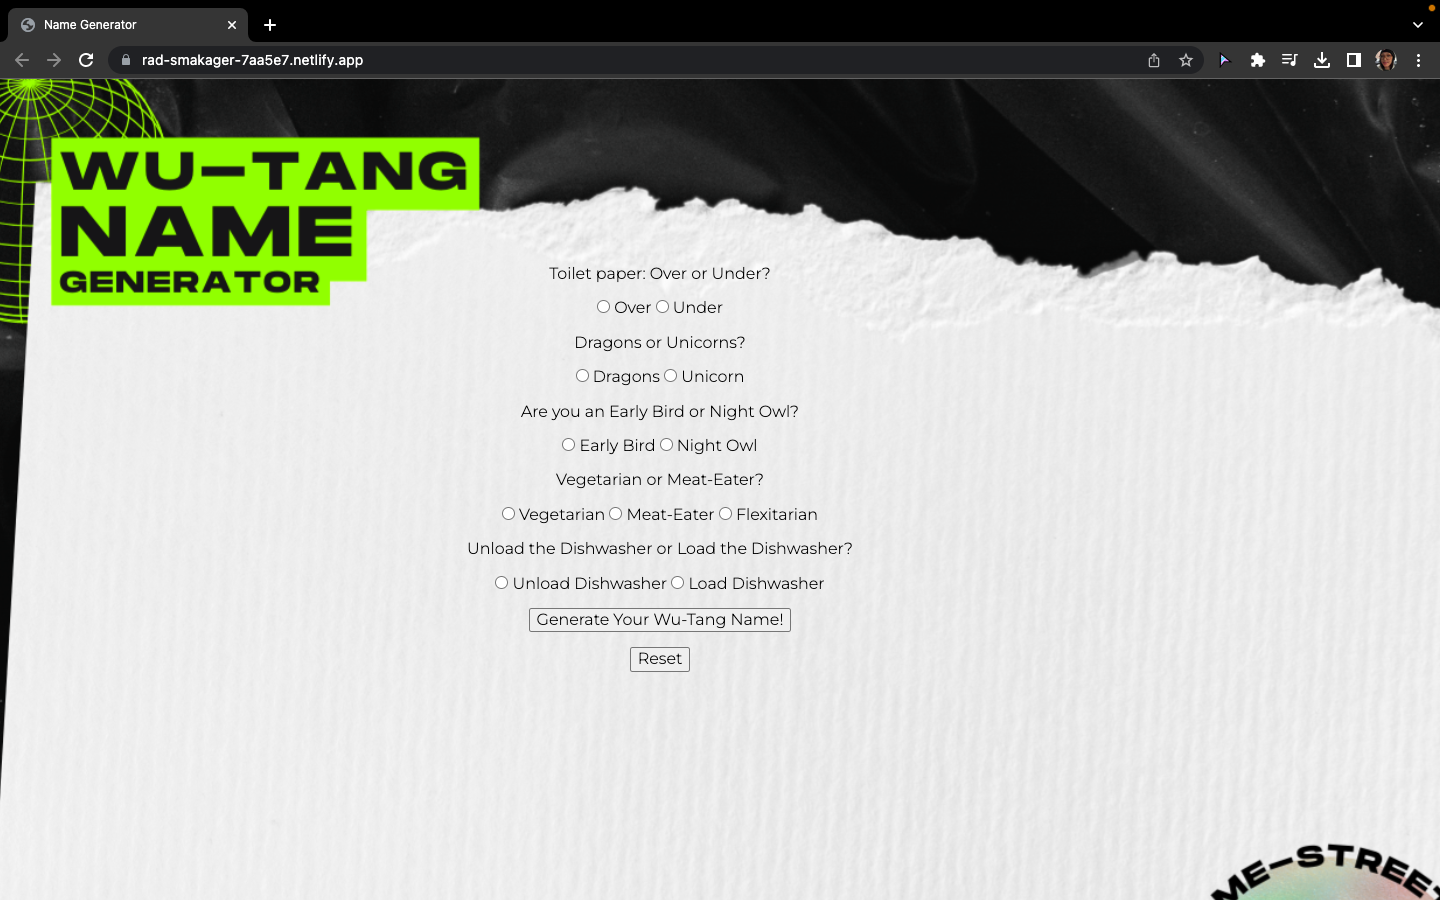 Name Generator
rad-smakager-7aa5e7.netlify.app
WU-TANG
NAME
GENERATOR
Toilet paper: Over or Under?
Over Under
Dragons or Unicorns?
Dragons Unicorn
Are you an Early Bird or Night Owl?
Early Bird Night Owl
Vegetarian or Meat-Eater?
Vegetarian Meat-Eater Flexitarian
Unload the Dishwasher or Load the Dishwasher?
Unload Dishwasher Load Dishwasher
Generate Your Wu-Tang Name!
Reset
ME-STREET